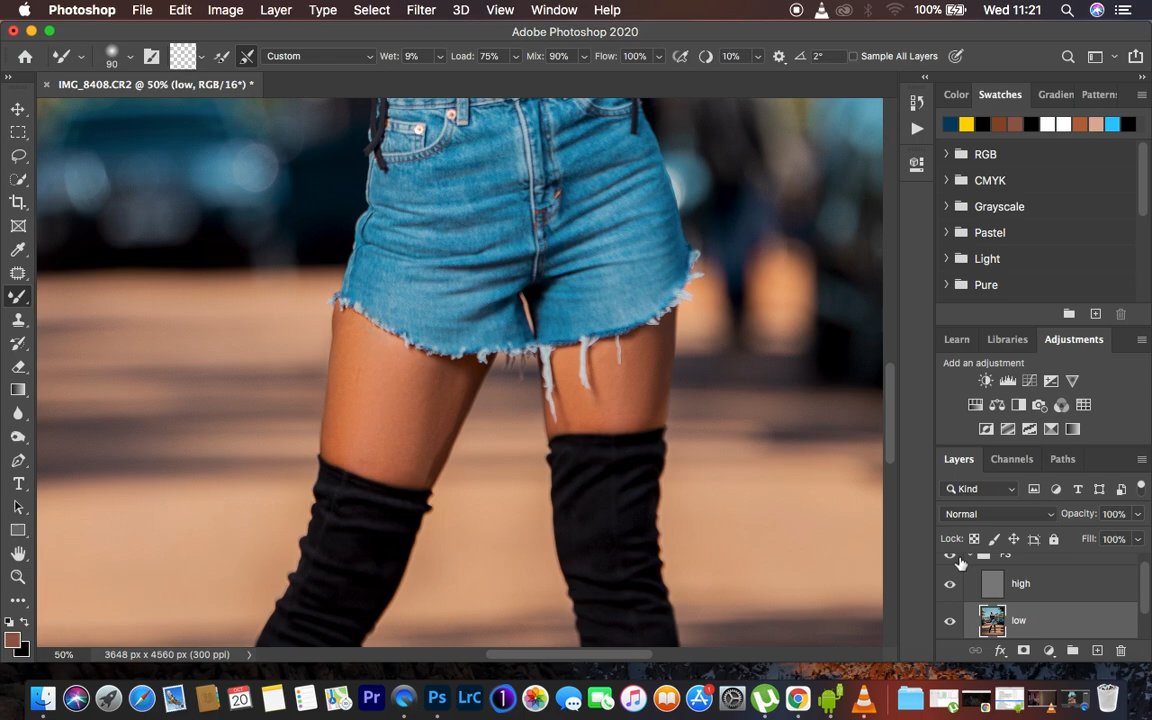 Photoshop File Edit Image Layer Type Select Filter 3D View Window Help 100% Wed 11:21
Adobe Photoshop 2020
90 Custom Wet: 9% Load: 75% Mix: 90% Flow: 100% 10% 2° Sample All Layers
IMG_8408.CR2 @ 50% (low, RGB/16*) *
Color Swatches Gradien Pattern:
RGB
CMYK
Grayscale
Pastel
Light
Pure
Learn Libraries Adjustments
Add an adjustment
Layers Channels Paths
Kind
Normal Opacity: 100%
Lock: Fill: 100%
high
low
50% 3648 px x 4560 px (300 ppi)
OCT
20 Pr Ps LrC 1